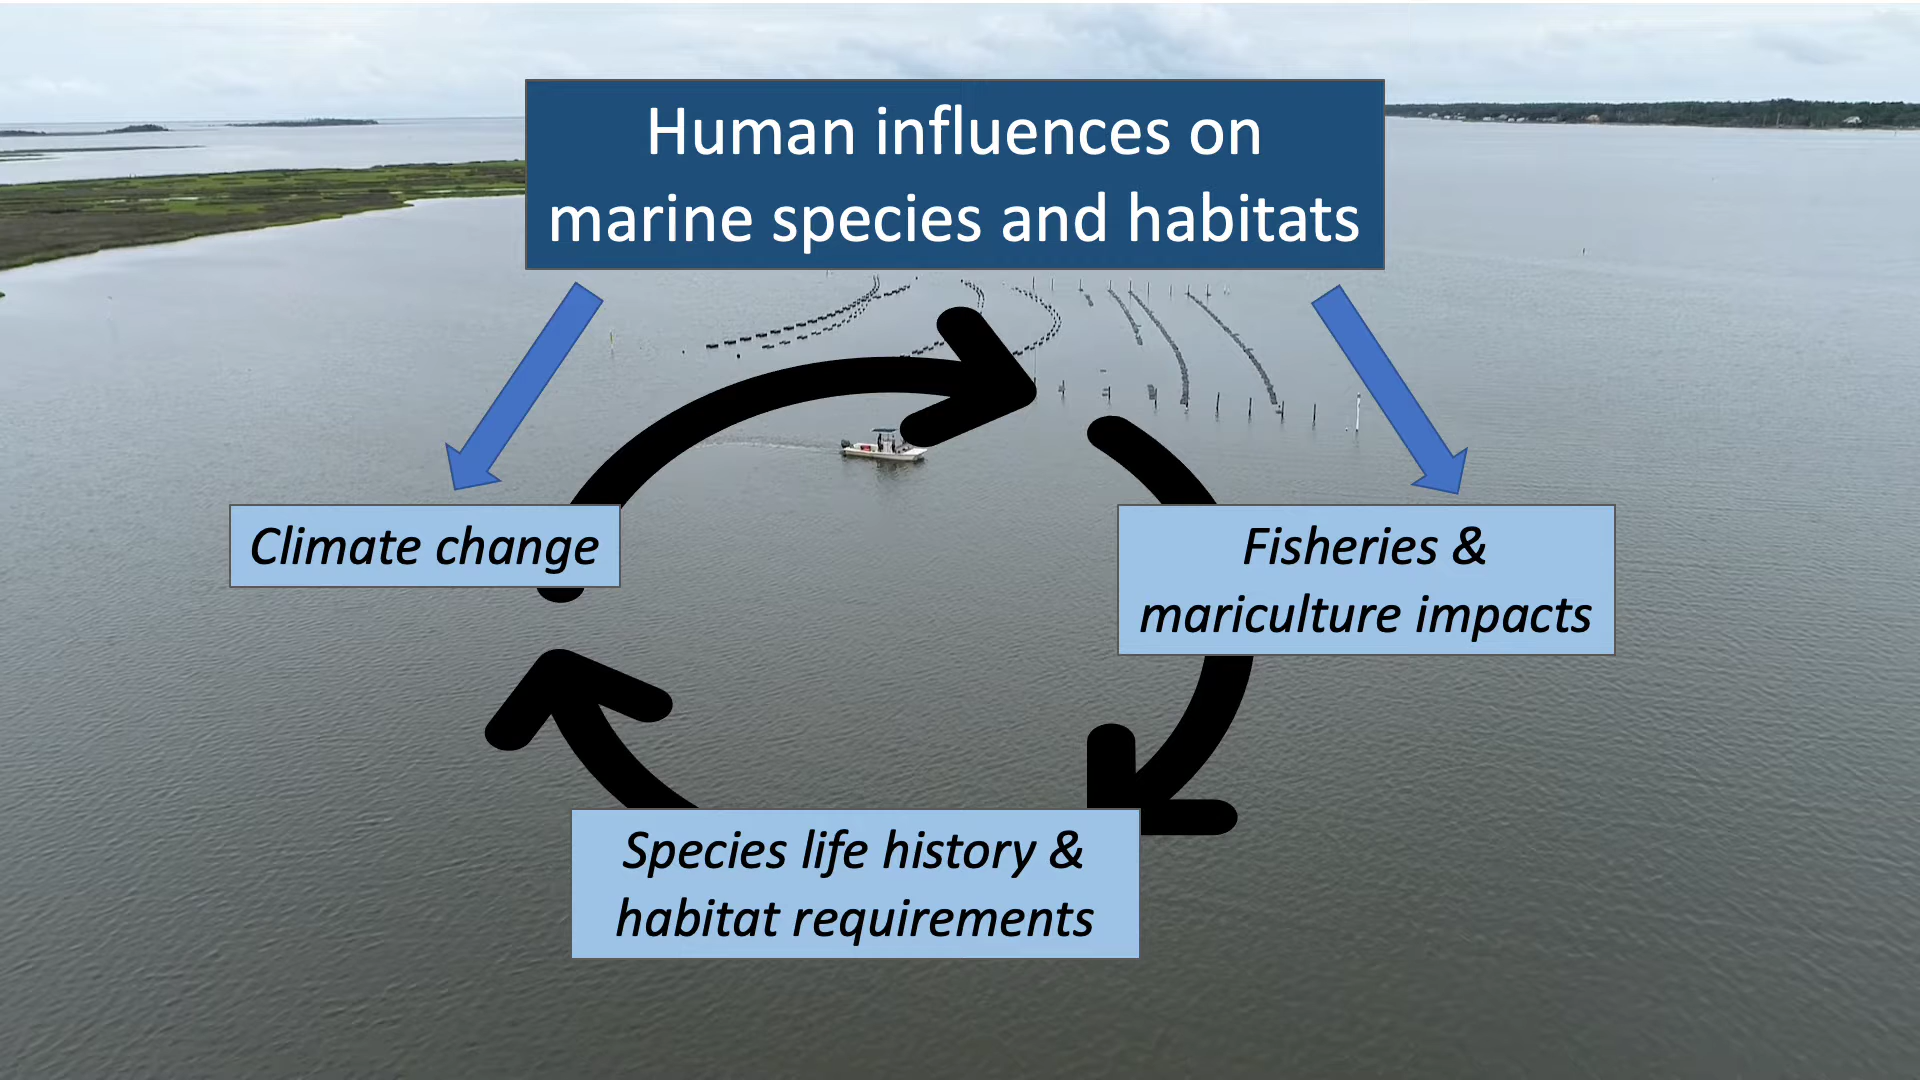 Human influences on
marine species and habitats
Climate change
Fisheries &
mariculture impacts
Species life history &
habitat requirements